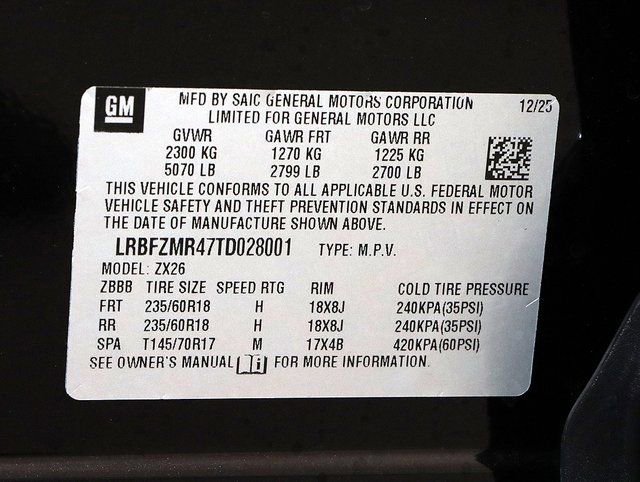 GM
MFD BY SAIC GENERAL MOTORS CORPORATION 12/25
LIMITED FOR GENERAL MOTORS LLC
GVWR GAWR FRT GAWR RR
2300 KG 1270 KG 1225 KG
5070 LB 2799 LB 2700 LB
THIS VEHICLE CONFORMS TO ALL APPLICABLE U.S. FEDERAL MOTOR
VEHICLE SAFETY AND THEFT PREVENTION STANDARDS IN EFFECT ON
THE DATE OF MANUFACTURE SHOWN ABOVE.
LRBFZMR47TD028001 TYPE: M.P.V.
MODEL: ZX26
ZBBB TIRE SIZE SPEED RTG RIM COLD TIRE PRESSURE
FRT 235/60R18 H 18X8J 240KPA(35PSI)
RR 235/60R18 H 18X8J 240KPA(35PSI)
SPA T145/70R17 M 17X4B 420KPA(60PSI)
SEE OWNER'S MANUAL i FOR MORE INFORMATION.